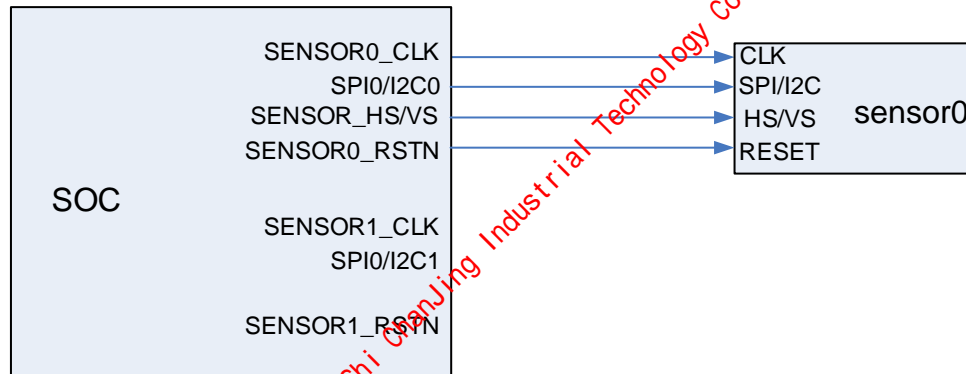 SENSOR0_CLK
SPI0/I2C0
SENSOR_HS/VS
SENSOR0_RSTN
SOC
SENSOR1_CLK
SPI0/I2C1
SENSOR1_RSTN
CLK
SPI/I2C
HS/VS
RESET
sensor0
ChanJing Industrial Technology